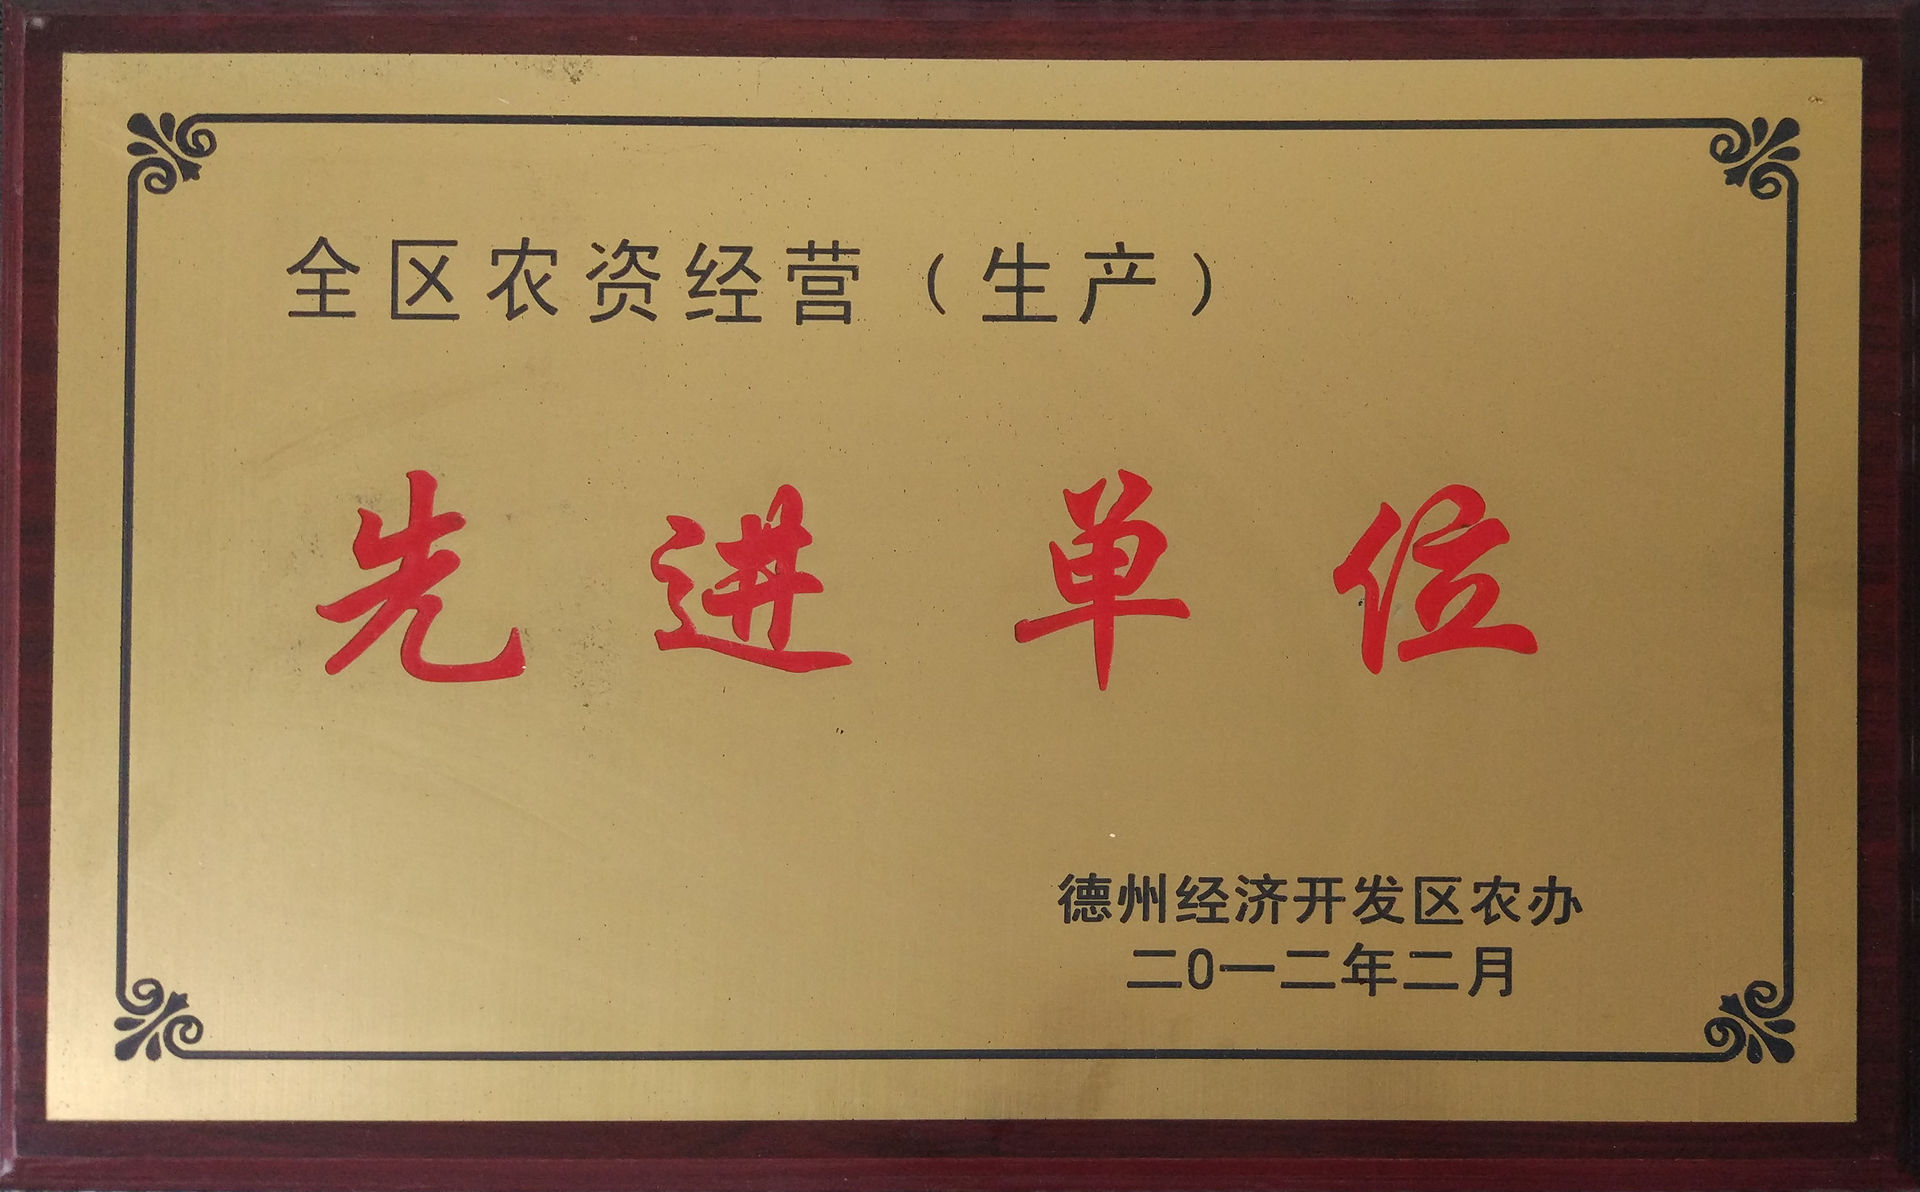 全区农资经营（生产）
先进单位
德州经济开发区农办
二0一二年二月